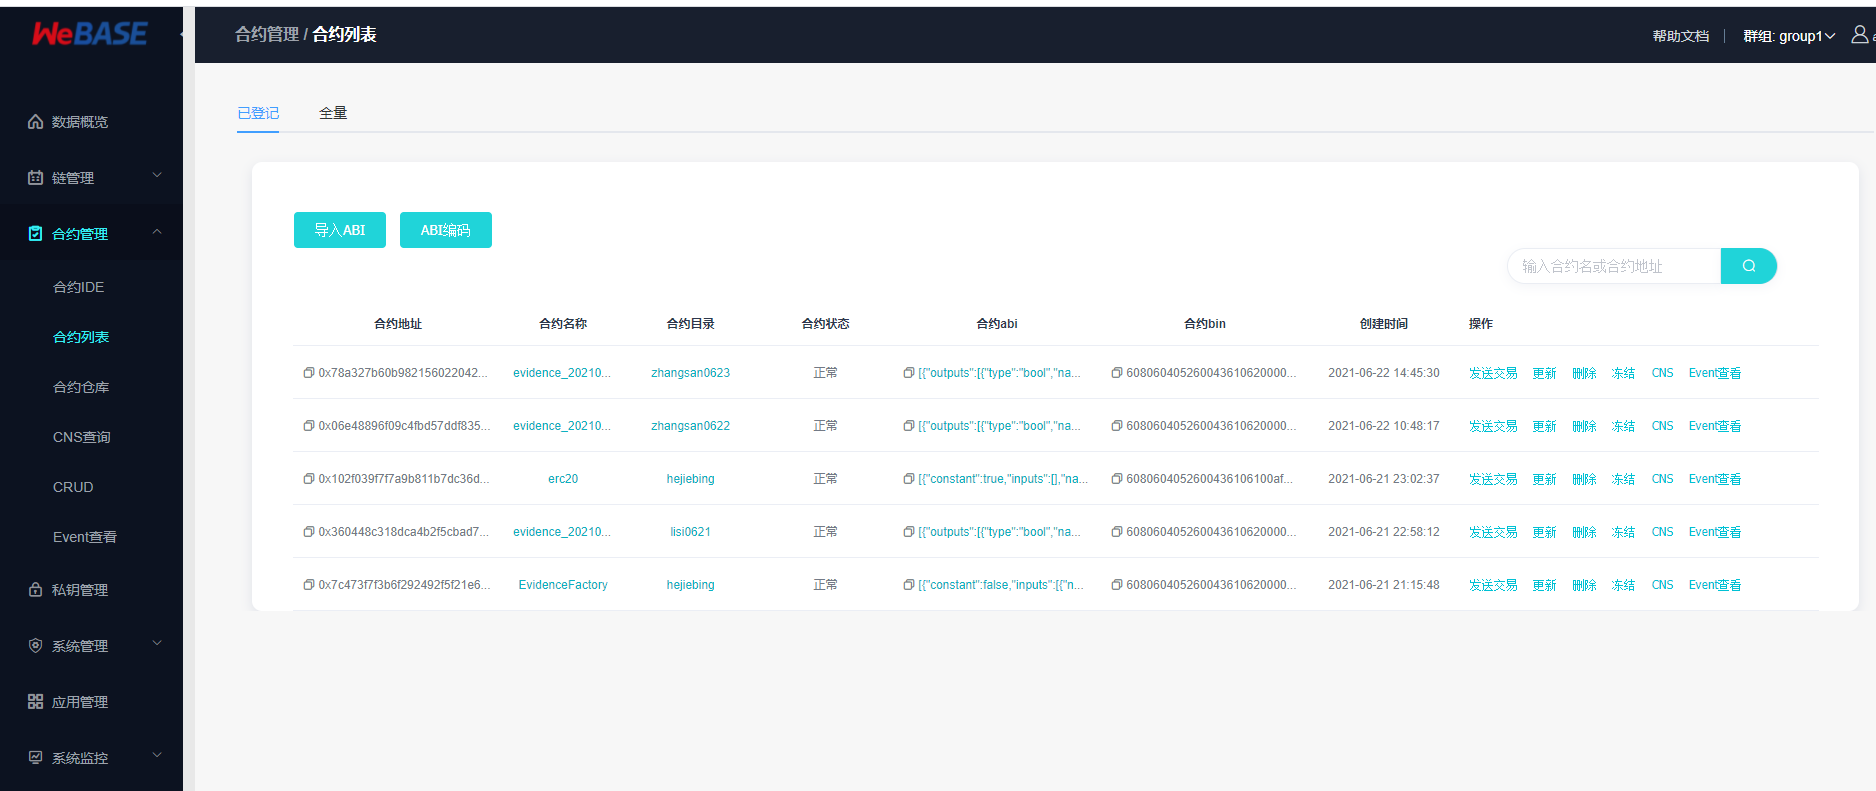 WeBASE
合约管理 / 合约列表
帮助文档
群组: group1
数据概览
链管理
合约管理
合约IDE
合约列表
合约仓库
CNS查询
CRUD
Event查看
私钥管理
系统管理
应用管理
系统监控
已登记 全量
导入ABI ABI编码
输入合约名或合约地址
合约地址 合约名称 合约目录 合约状态 合约abi 合约bin 创建时间 操作
0x78a327b60b982156022042... evidence_20210... zhangsan0623 正常 [{"outputs":[{"type":"bool","na... 608060405260043610620000... 2021-06-22 14:45:30 发送交易 更新 删除 冻结 CNS Event查看
0x06e48896f09c4fbd57ddf835... evidence_20210... zhangsan0622 正常 [{"outputs":[{"type":"bool","na... 608060405260043610620000... 2021-06-22 10:48:17 发送交易 更新 删除 冻结 CNS Event查看
0x102f039f7f7a9b811b7dc36d... erc20 hejiebing 正常 [{"constant":true,"inputs":[],"na... 6080604052600436106100af... 2021-06-21 23:02:37 发送交易 更新 删除 冻结 CNS Event查看
0x360448c318dca4b2f5cbad7... evidence_20210... lisi0621 正常 [{"outputs":[{"type":"bool","na... 608060405260043610620000... 2021-06-21 22:58:12 发送交易 更新 删除 冻结 CNS Event查看
0x7c473f7f3b6f292492f5f21e6... EvidenceFactory hejiebing 正常 [{"constant":false,"inputs":[{"n... 608060405260043610620000... 2021-06-21 21:15:48 发送交易 更新 删除 冻结 CNS Event查看